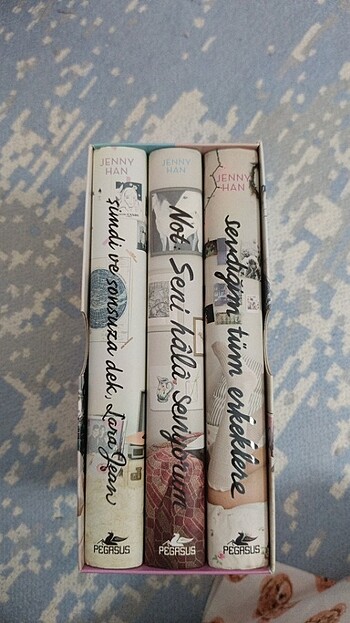 JENNY
HAN
şimdi ve sonsuza dek, Lara Jean
PEGASUS
JENNY
HAN
Not: Seni hâlâ seviyorum
PEGASUS
JENNY
HAN
sevdiğim tüm erkeklere
PEGASUS